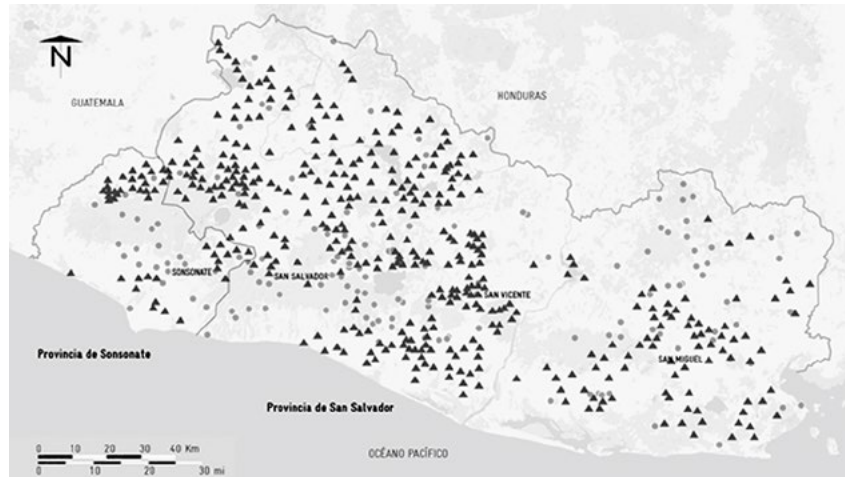 N
GUATEMALA
HONDURAS
SONSONATE
SAN SALVADOR
SAN VICENTE
SAN MIGUEL
Provincia de Sonsonate
Provincia de San Salvador
OCÉANO PACÍFICO
0 10 20 30 40 Km
0 10 20 30 mi